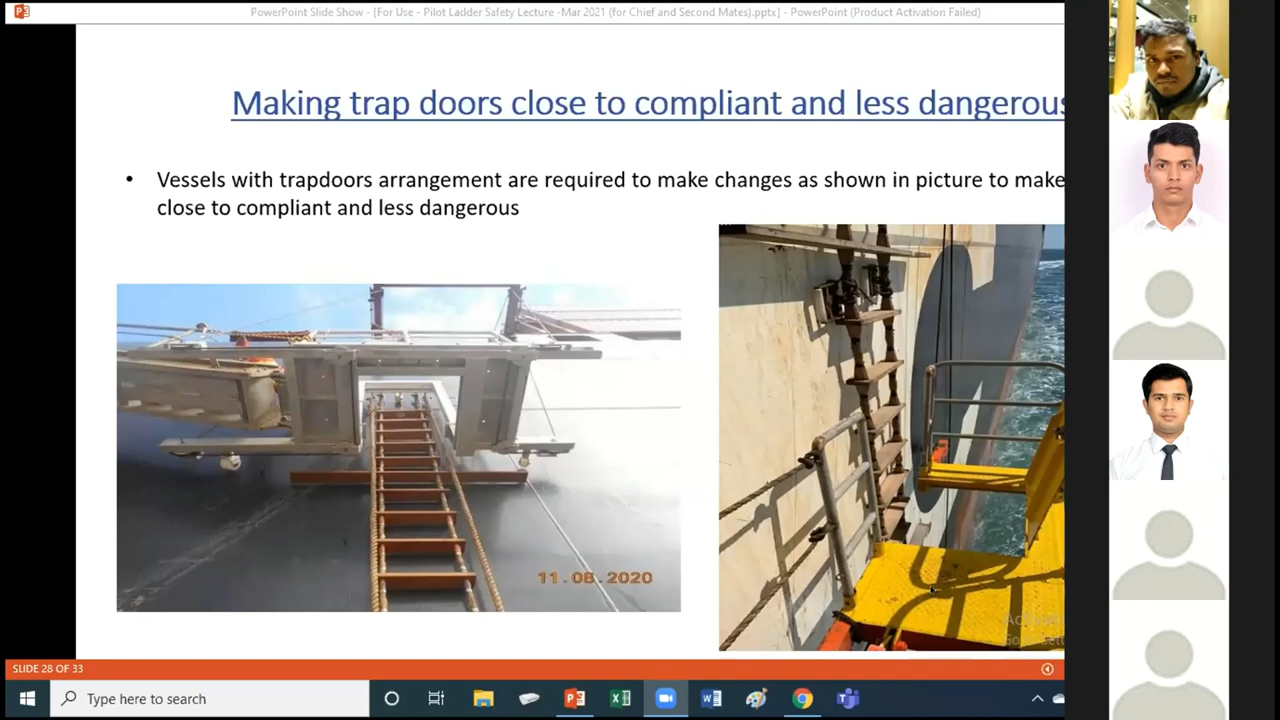 PowerPoint Slide Show - [For Use - Pilot Ladder Safety Lecture -Mar 2021 (for Chief and Second Mates).pptx] - PowerPoint (Product Activation Failed)
Making trap doors close to compliant and less dangerous
• Vessels with trapdoors arrangement are required to make changes as shown in picture to make
close to compliant and less dangerous
11.08.2020
SLIDE 28 OF 33
Type here to search